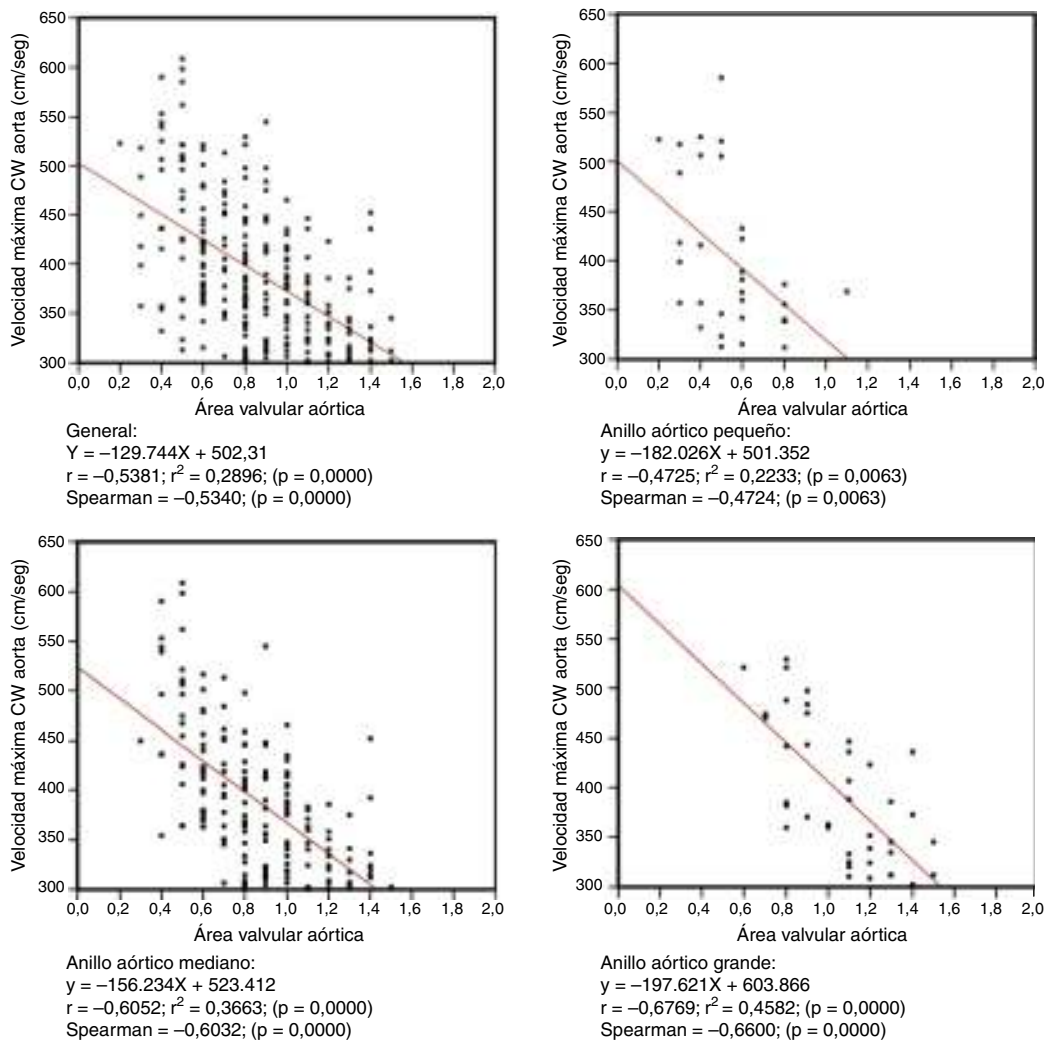 Velocidad máxima CW aorta (cm/seg)
650
600
550
500
450
400
350
300
0,0 0,2 0,4 0,6 0,8 1,0 1,2 1,4 1,6 1,8 2,0
Área valvular aórtica
General:
Y = –129.744X + 502,31
r = –0,5381; r² = 0,2896; (p = 0,0000)
Spearman = –0,5340; (p = 0,0000)
Velocidad máxima CW aorta (cm/seg)
650
600
550
500
450
400
350
300
0,0 0,2 0,4 0,6 0,8 1,0 1,2 1,4 1,6 1,8 2,0
Área valvular aórtica
Anillo aórtico pequeño:
y = –182.026X + 501.352
r = –0,4725; r² = 0,2233; (p = 0,0063)
Spearman = –0,4724; (p = 0,0063)
Velocidad máxima CW aorta (cm/seg)
650
600
550
500
450
400
350
300
0,0 0,2 0,4 0,6 0,8 1,0 1,2 1,4 1,6 1,8 2,0
Área valvular aórtica
Anillo aórtico mediano:
y = –156.234X + 523.412
r = –0,6052; r² = 0,3663; (p = 0,0000)
Spearman = –0,6032; (p = 0,0000)
Velocidad máxima CW aorta (cm/seg)
650
600
550
500
450
400
350
300
0,0 0,2 0,4 0,6 0,8 1,0 1,2 1,4 1,6 1,8 2,0
Área valvular aórtica
Anillo aórtico grande:
y = –197.621X + 603.866
r = –0,6769; r² = 0,4582; (p = 0,0000)
Spearman = –0,6600; (p = 0,0000)